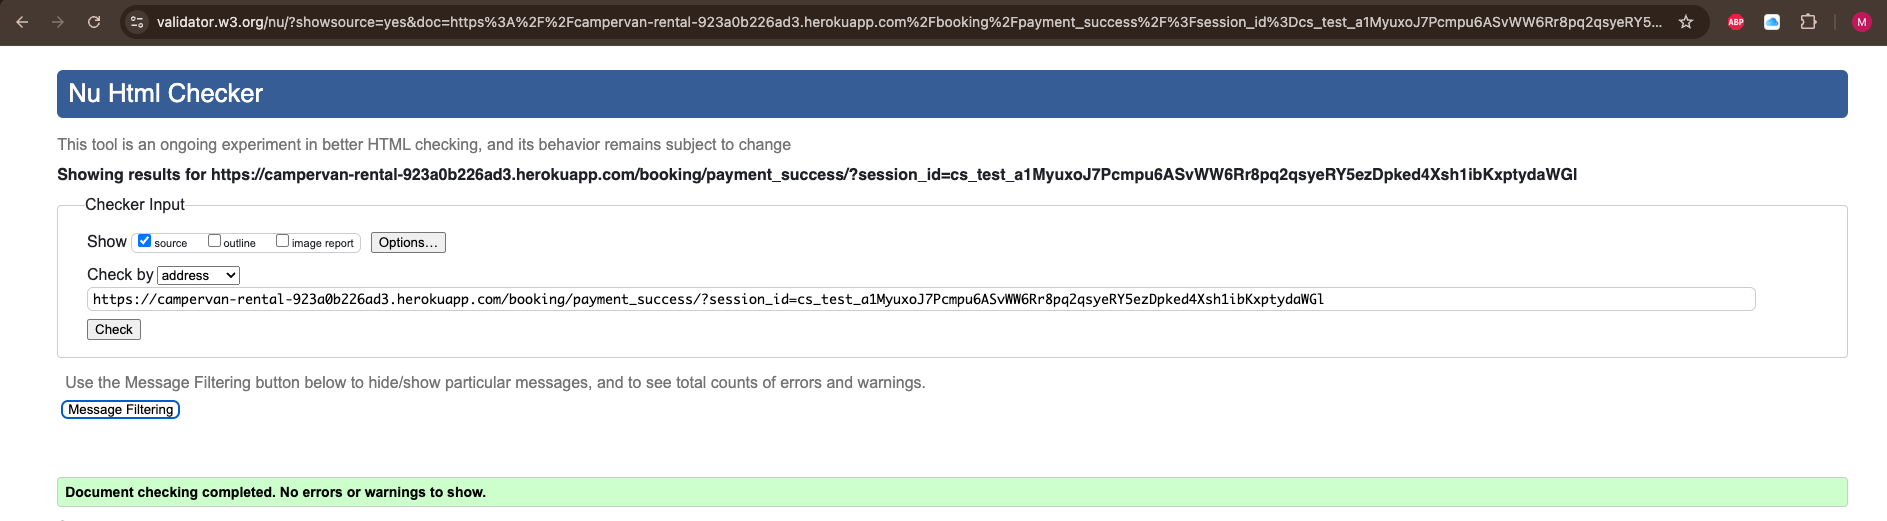 validator.w3.org/nu/?showsource=yes&doc=https%3A%2F%2Fcampervan-rental-923a0b226ad3.herokuapp.com%2Fbooking%2Fpayment_success%2F%3Fsession_id%3Dcs_test_a1MyuxoJ7Pcmpu6ASvWW6Rr8pq2qsyeRY5... ABP M
Nu Html Checker
This tool is an ongoing experiment in better HTML checking, and its behavior remains subject to change
Showing results for https://campervan-rental-923a0b226ad3.herokuapp.com/booking/payment_success/?session_id=cs_test_a1MyuxoJ7Pcmpu6ASvWW6Rr8pq2qsyeRY5ezDpked4Xsh1ibKxptydaWGl
Checker Input
Show source outline image report Options...
Check by address
https://campervan-rental-923a0b226ad3.herokuapp.com/booking/payment_success/?session_id=cs_test_a1MyuxoJ7Pcmpu6ASvWW6Rr8pq2qsyeRY5ezDpked4Xsh1ibKxptydaWGl
Check
Use the Message Filtering button below to hide/show particular messages, and to see total counts of errors and warnings.
Message Filtering
Document checking completed. No errors or warnings to show.